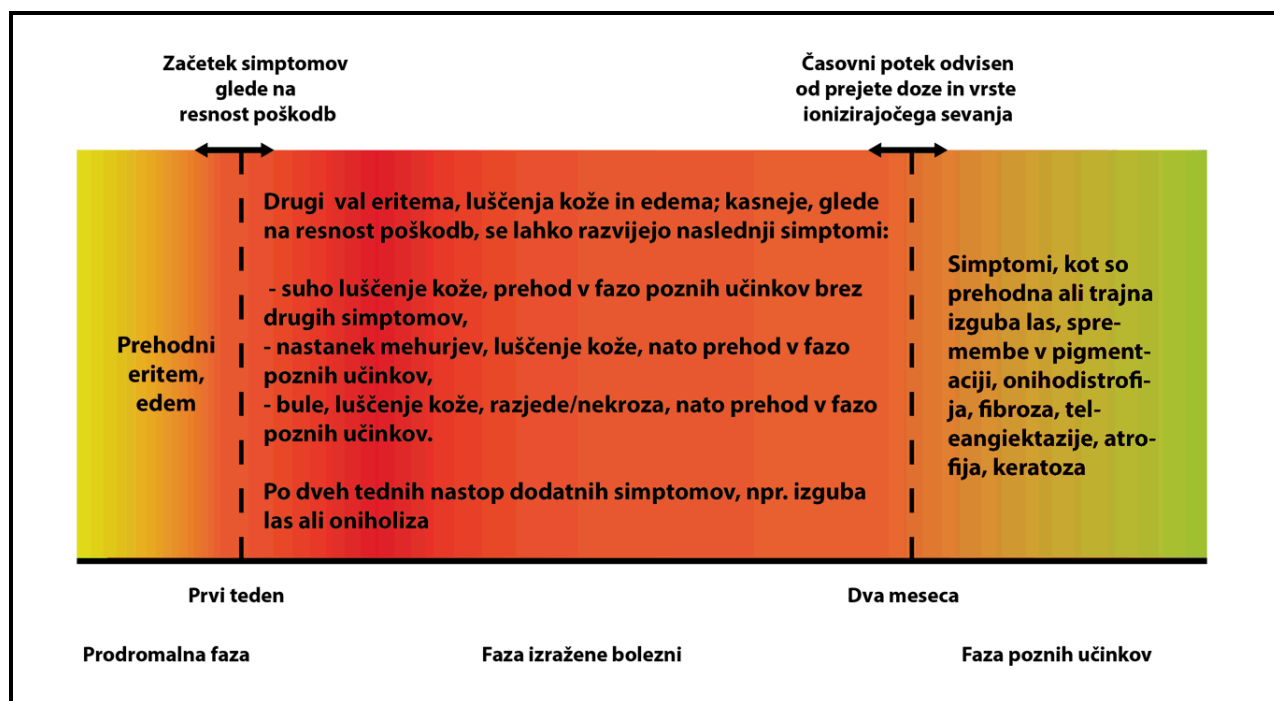 Začetek simptomov
glede na
resnost poškodb
Časovni potek odvisen
od prejete doze in vrste
ionizirajočega sevanja
Prehodni
eritem,
edem
Drugi val eritema, luščenja kože in edema; kasneje, glede
na resnost poškodb, se lahko razvijejo naslednji simptomi:
- suho luščenje kože, prehod v fazo poznih učinkov brez
drugih simptomov,
- nastanek mehurjev, luščenje kože, nato prehod v fazo
poznih učinkov,
- bule, luščenje kože, razjede/nekroza, nato prehod v fazo
poznih učinkov.
Po dveh tednih nastop dodatnih simptomov, npr. izguba
las ali oniholiza
Simptomi, kot so
prehodna ali trajna
izguba las, spre-
membe v pigment-
aciji, onihodistrofi-
ja, fibroza, tel-
eangiektazije, atro-
fija, keratoza
Prvi teden
Dva meseca
Prodromalna faza
Faza izražene bolezni
Faza poznih učinkov